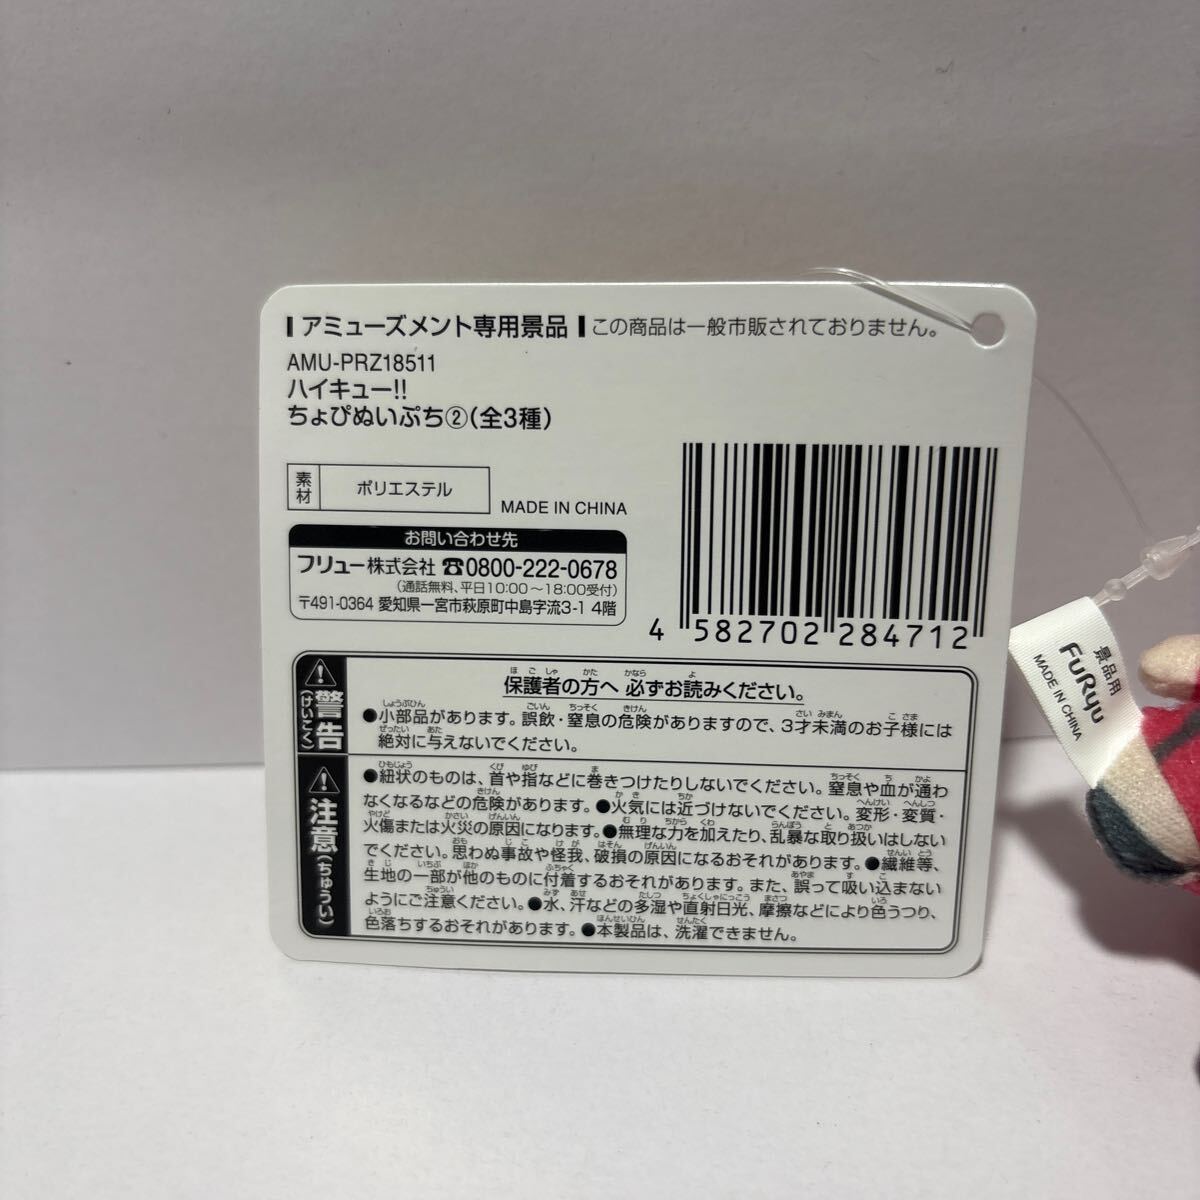 アミューズメント専用景品 この商品は一般市販されておりません。
AMU-PRZ18511
ハイキュー!!
ちょぴぬいぷち②(全3種)
素材 ポリエステル
MADE IN CHINA
お問い合わせ先
フリュー株式会社 ☎0800-222-0678
(通話無料、平日10:00~18:00受付)
〒491-0364 愛知県一宮市萩原町中島字流3-1 4階
4 582702 284712
警告(けいこく)
保護者の方へ 必ずお読みください。
●小部品があります。誤飲・窒息の危険がありますので、3才未満のお子様には
絶対に与えないでください。
注意(ちゅうい)
●紐状のものは、首や指などに巻きつけたりしないでください。窒息や血が通わ
なくなるなどの危険があります。●火気には近づけないでください。変形・変質・
火傷または火災の原因になります。●無理な力を加えたり、乱暴な取り扱いはしない
でください。思わぬ事故や怪我、破損の原因になるおそれがあります。●繊維等、
生地の一部が他のものに付着するおそれがあります。また、誤って吸い込まない
ようにご注意ください。●水、汗などの多湿や直射日光、摩擦などにより色うつり、
色落ちするおそれがあります。●本製品は、洗濯できません。
景品用
FuRyu
MADE IN CHINA